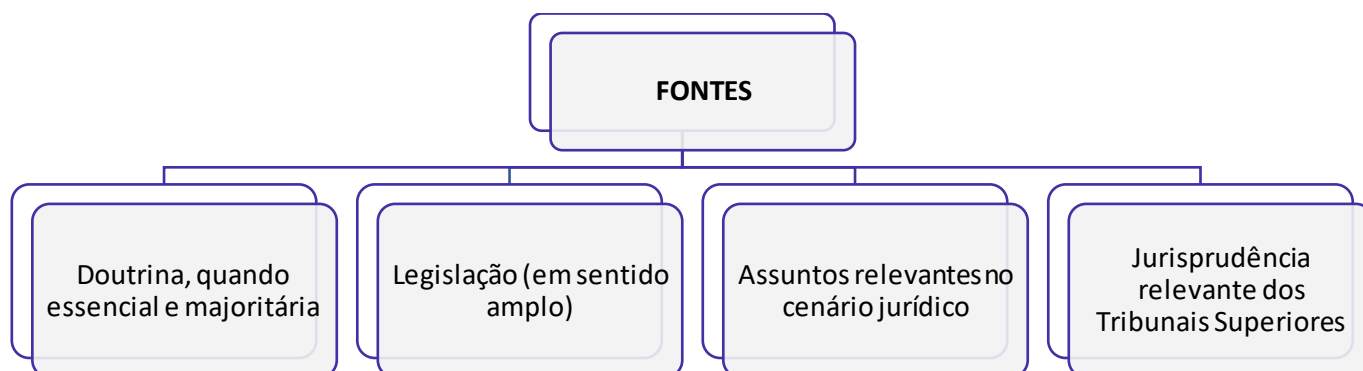 FONTES
Doutrina, quando
essencial e majoritária
Legislação (em sentido
amplo)
Assuntos relevantes no
cenário jurídico
Jurisprudência
relevante dos
Tribunais Superiores